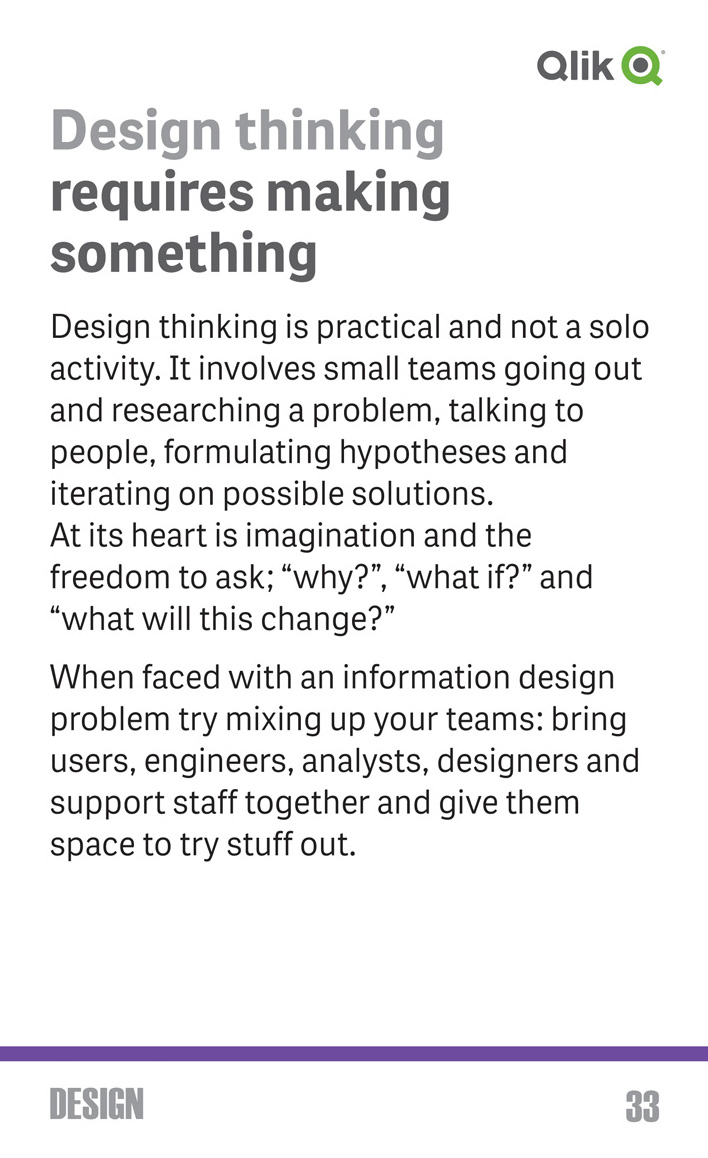 Qlik
Design thinking
requires making
something
Design thinking is practical and not a solo
activity. It involves small teams going out
and researching a problem, talking to
people, formulating hypotheses and
iterating on possible solutions.
At its heart is imagination and the
freedom to ask; “why?”, “what if?” and
“what will this change?”
When faced with an information design
problem try mixing up your teams: bring
users, engineers, analysts, designers and
support staff together and give them
space to try stuff out.
DESIGN
33